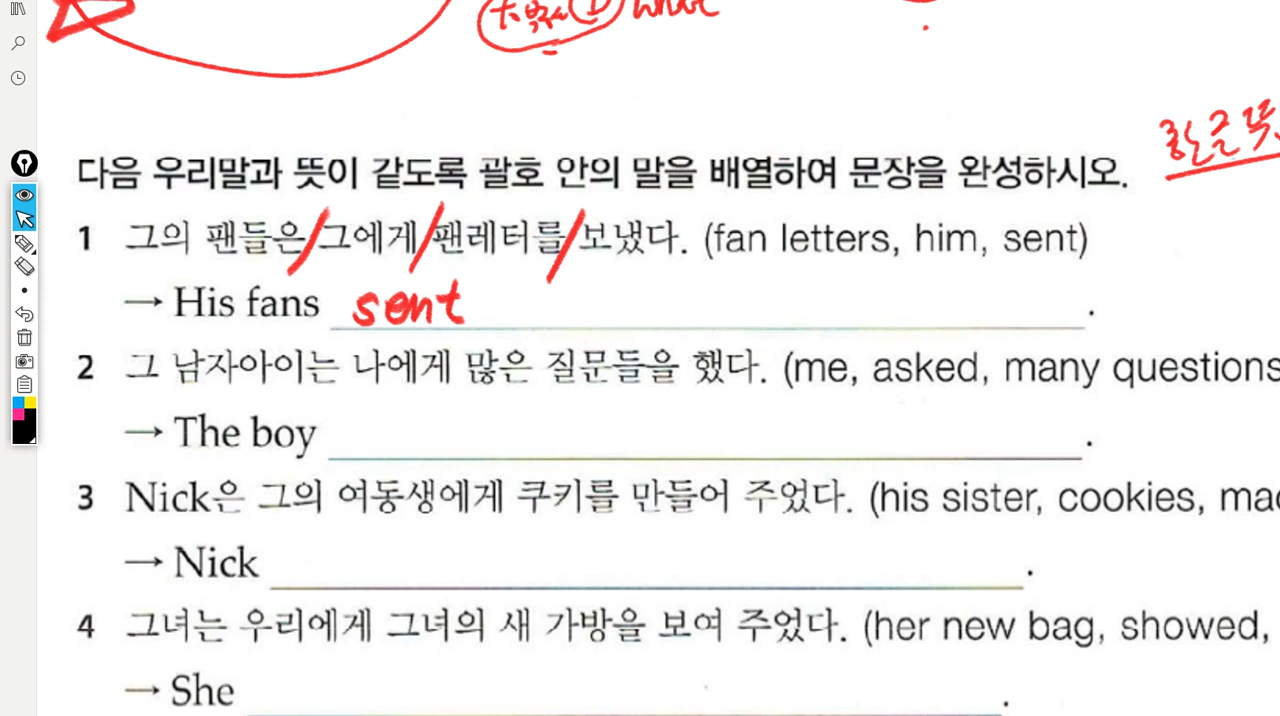 what
한글뜻
다음 우리말과 뜻이 같도록 괄호 안의 말을 배열하여 문장을 완성하시오.
1 그의 팬들은/그에게/팬레터를/보냈다. (fan letters, him, sent)
→ His fans sent .
2 그 남자아이는 나에게 많은 질문들을 했다. (me, asked, many questions
→ The boy .
3 Nick은 그의 여동생에게 쿠키를 만들어 주었다. (his sister, cookies, mad
→ Nick .
4 그녀는 우리에게 그녀의 새 가방을 보여 주었다. (her new bag, showed,
→ She .